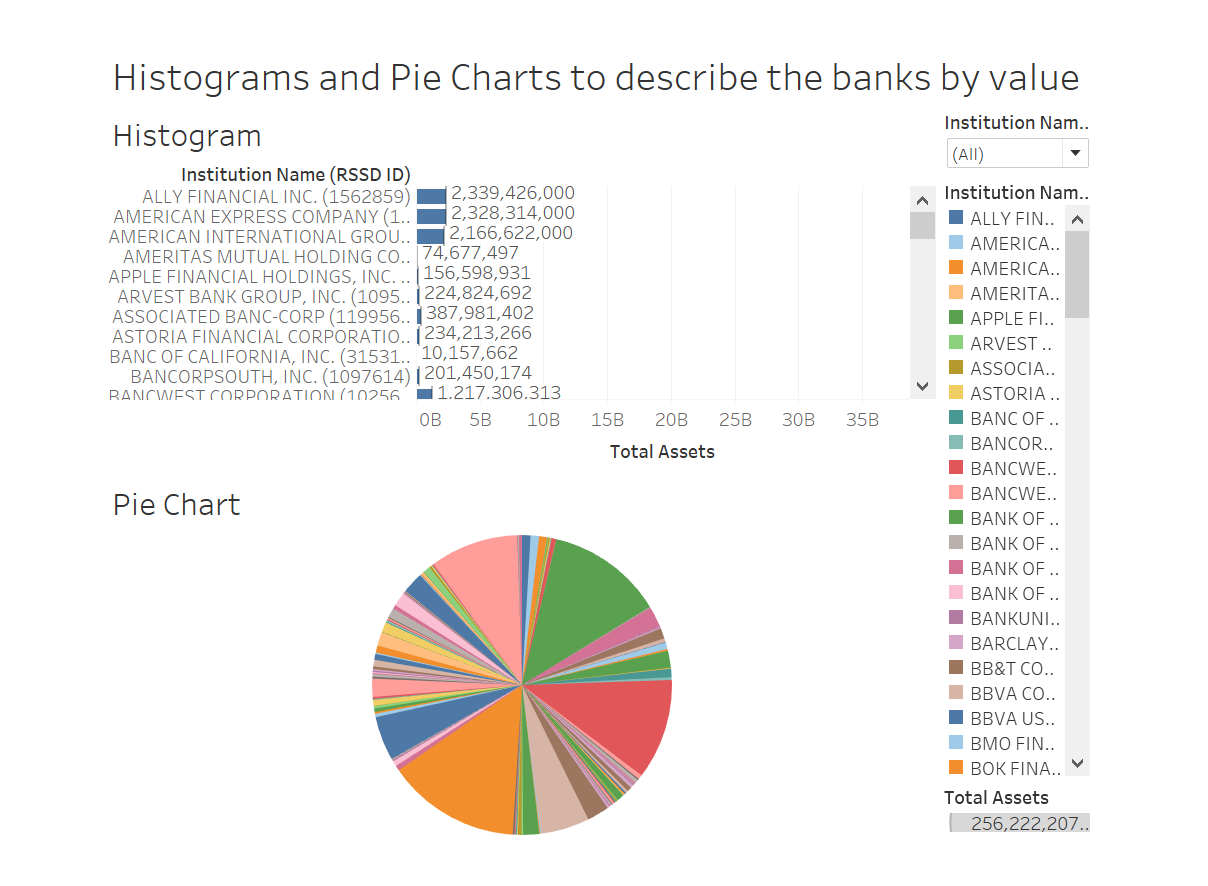 Histograms and Pie Charts to describe the banks by value
Histogram
Institution Name (RSSD ID)
ALLY FINANCIAL INC. (1562859) 2,339,426,000
AMERICAN EXPRESS COMPANY (1.. 2,328,314,000
AMERICAN INTERNATIONAL GROU.. 2,166,622,000
AMERITAS MUTUAL HOLDING CO.. 74,677,497
APPLE FINANCIAL HOLDINGS, INC. .. 156,598,931
ARVEST BANK GROUP, INC. (1095.. 224,824,692
ASSOCIATED BANC-CORP (119956.. 387,981,402
ASTORIA FINANCIAL CORPORATIO.. 234,213,266
BANC OF CALIFORNIA, INC. (31531.. 10,157,662
BANCORPSOUTH, INC. (1097614) 201,450,174
BANCWEST CORPORATION (10256.. 1,217,306,313
0B 5B 10B 15B 20B 25B 30B 35B
Total Assets
Institution Nam..
(All)
Institution Nam..
ALLY FIN..
AMERICA..
AMERICA..
AMERITA..
APPLE FI..
ARVEST ..
ASSOCIA..
ASTORIA ..
BANC OF ..
BANCOR..
BANCWE..
BANCWE..
BANK OF ..
BANK OF ..
BANK OF ..
BANK OF ..
BANKUNI..
BARCLAY..
BB&T CO..
BBVA CO..
BBVA US..
BMO FIN..
BOK FINA..
Total Assets
256,222,207..
Pie Chart